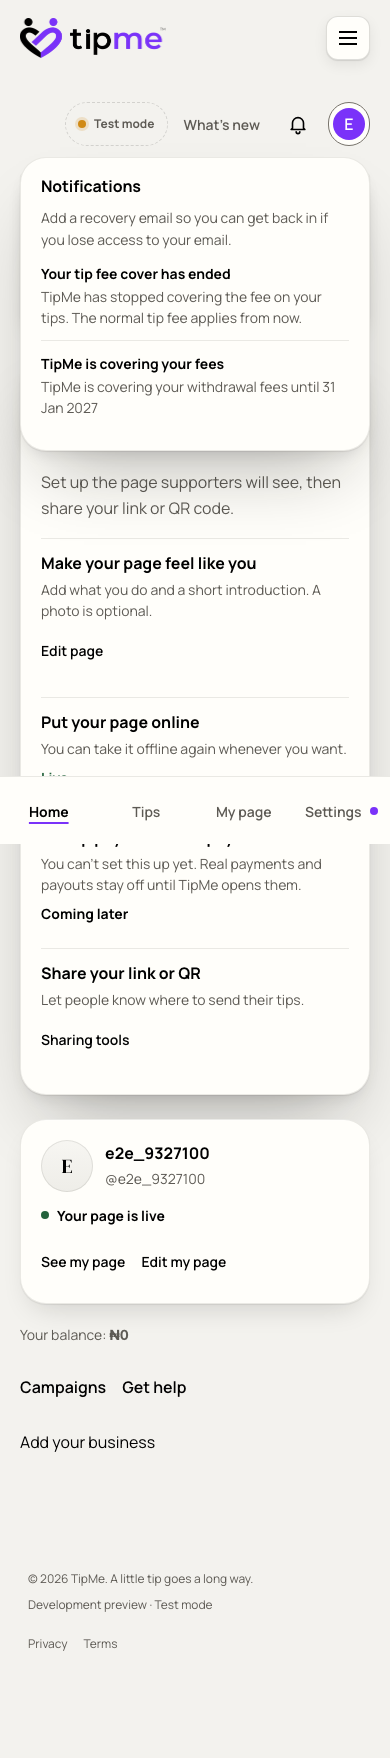 tipme™
Test mode
What's new
E
Notifications
Add a recovery email so you can get back in if
you lose access to your email.
Your tip fee cover has ended
TipMe has stopped covering the fee on your
tips. The normal tip fee applies from now.
TipMe is covering your fees
TipMe is covering your withdrawal fees until 31
Jan 2027
Set up the page supporters will see, then
share your link or QR code.
Make your page feel like you
Add what you do and a short introduction. A
photo is optional.
Edit page
Put your page online
You can take it offline again whenever you want.
Home
Tips
My page
Settings
You can't set this up yet. Real payments and
payouts stay off until TipMe opens them.
Coming later
Share your link or QR
Let people know where to send their tips.
Sharing tools
E
e2e_9327100
@e2e_9327100
Your page is live
See my page Edit my page
Your balance: ₦0
Campaigns Get help
Add your business
© 2026 TipMe. A little tip goes a long way.
Development preview · Test mode
Privacy Terms